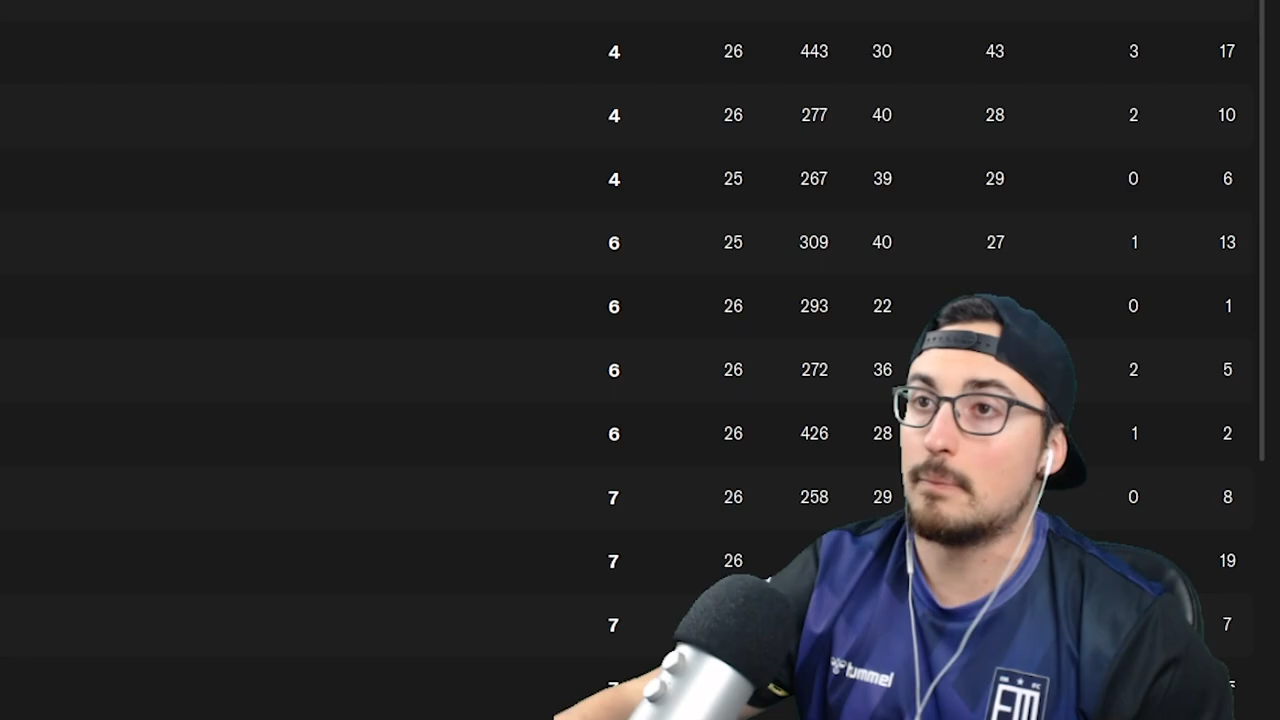 4 26 443 30 43 3 17
4 26 277 40 28 2 10
4 25 267 39 29 0 6
6 25 309 40 27 1 13
6 26 293 22 0 1
6 26 272 36 2 5
6 26 426 28 1 2
7 26 258 29 0 8
7 26 19
7 7
hummel
FM